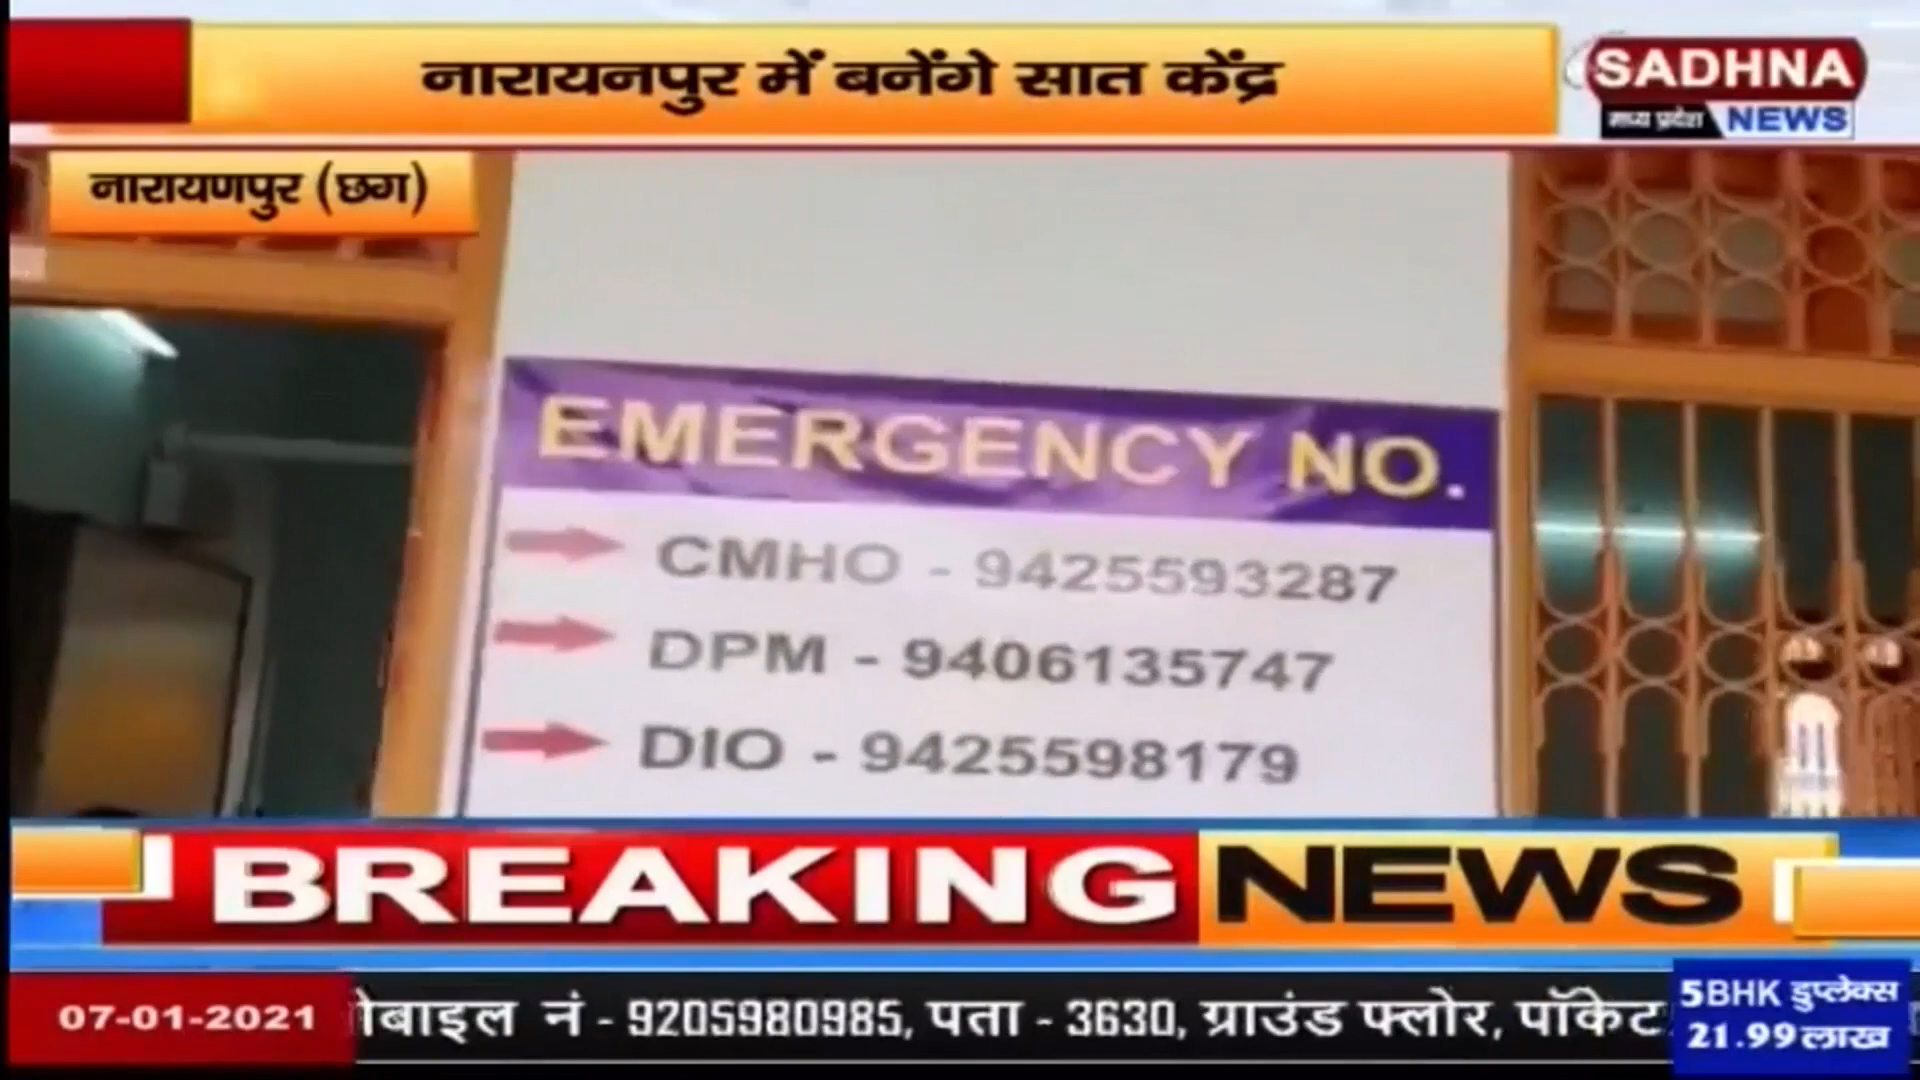 नारायनपुर में बनेंगे सात केंद्र
SADHNA
मध्य प्रदेश NEWS
नारायणपुर (छग)
EMERGENCY NO.
CMHO - 9425593287
DPM - 9406135747
DIO - 9425598179
BREAKING NEWS
07-01-2021
ोबाइल नं - 9205980985, पता - 3630, ग्राउंड फ्लोर, पॉकेट
5BHK डुप्लेक्स
21.99 लाख